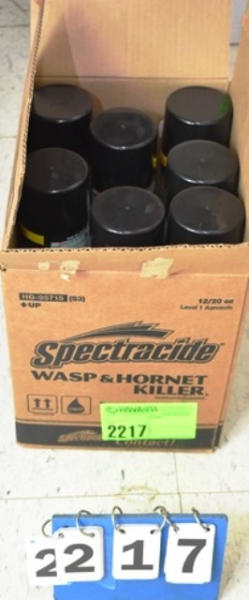 HG-95715 (S3)
UP
12/20 oz
Level 1 Aerosols
Spectracide
WASP & HORNET
KILLER
2217
Contact!
2217